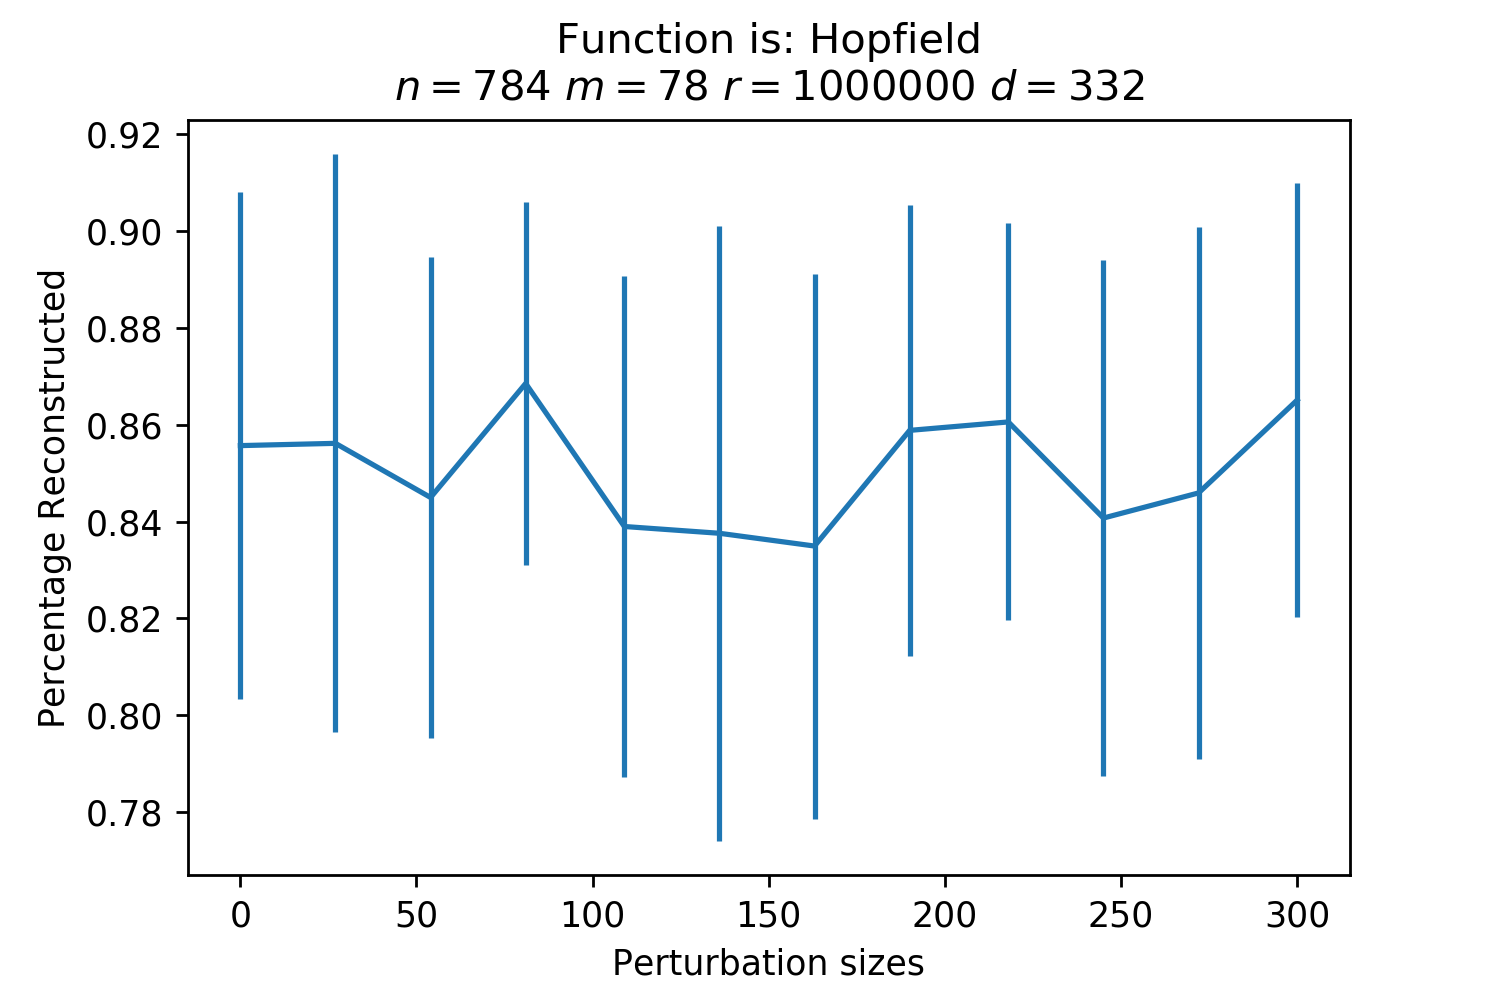 Function is: Hopfield
n = 784 m = 78 r = 1000000 d = 332
Percentage Reconstructed
0.92
0.90
0.88
0.86
0.84
0.82
0.80
0.78
0 50 100 150 200 250 300
Perturbation sizes